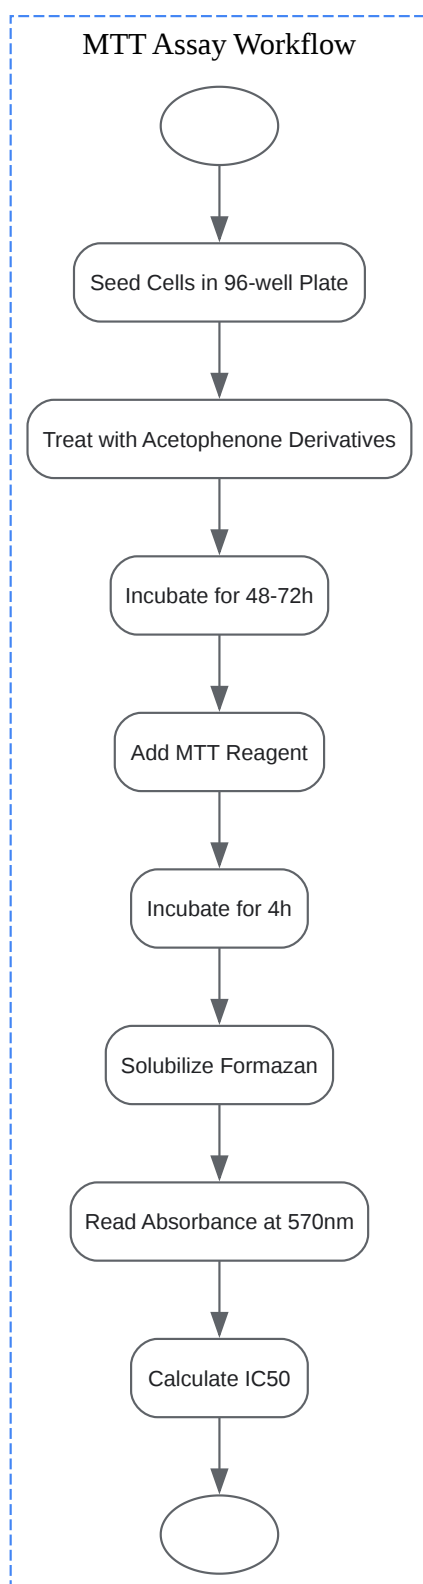 MTT Assay Workflow
Seed Cells in 96-well Plate
Treat with Acetophenone Derivatives
Incubate for 48-72h
Add MTT Reagent
Incubate for 4h
Solubilize Formazan
Read Absorbance at 570nm
Calculate IC50